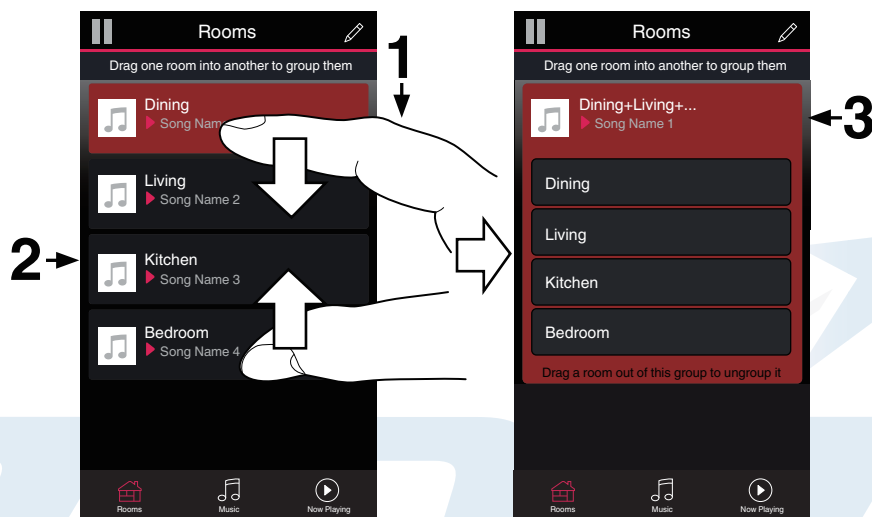 Rooms
Drag one room into another to group them
1
Dining
Song Nam
Living
Song Name 2
2
Kitchen
Song Name 3
Bedroom
Song Name 4
Rooms
Music
Now Playing
Rooms
Drag one room into another to group them
Dining+Living+...
Song Name 1
3
Dining
Living
Kitchen
Bedroom
Drag a room out of this group to ungroup it
Rooms
Music
Now Playing